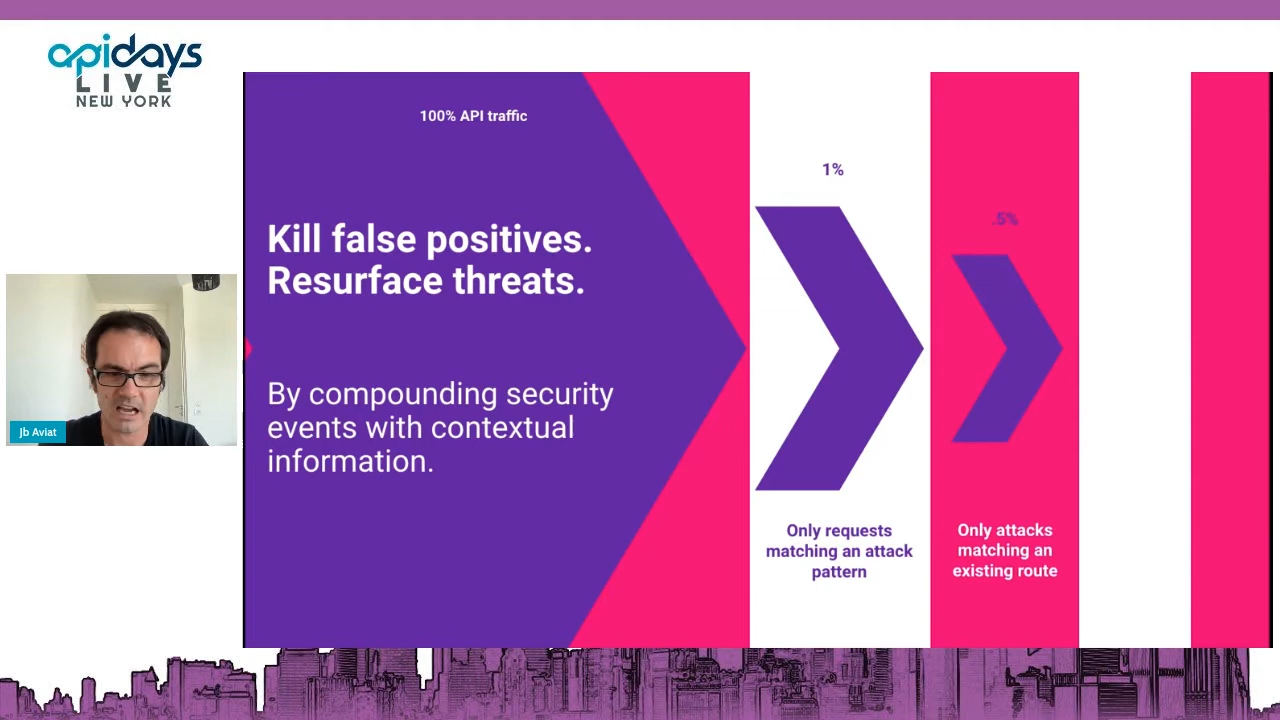 apidays
LIVE
NEW YORK
100% API traffic
Kill false positives.
Resurface threats.
By compounding security
events with contextual
information.
1%
Only requests
matching an attack
pattern
.5%
Only attacks
matching an
existing route
Jb Aviat